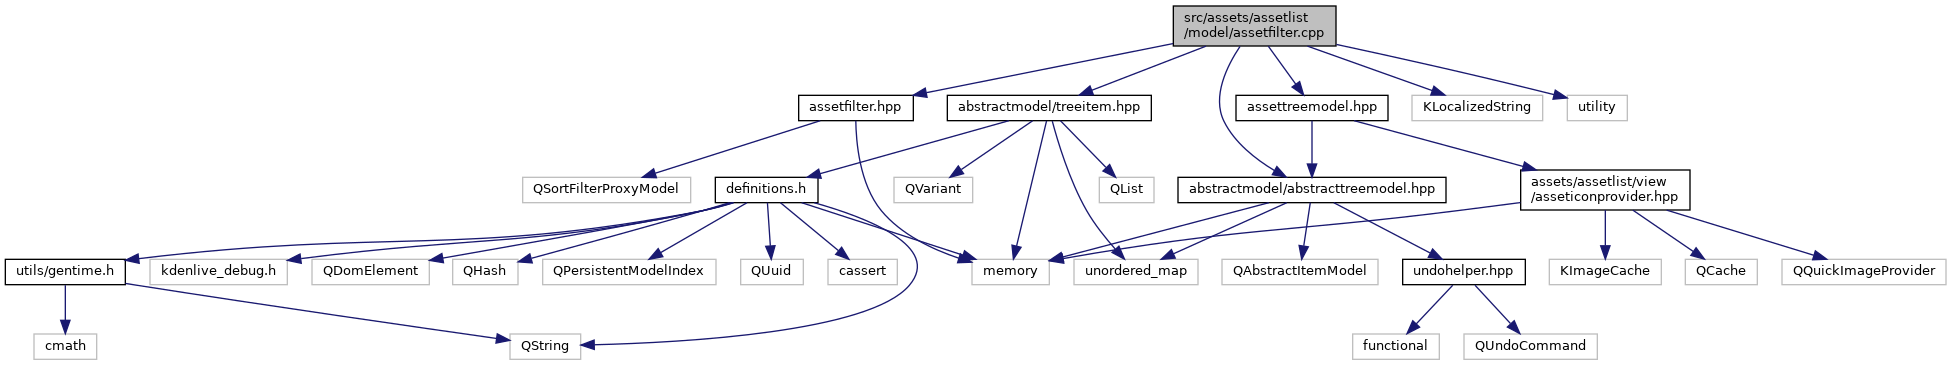 src/assets/assetlist
/model/assetfilter.cpp
assetfilter.hpp
abstractmodel/treeitem.hpp
assettreemodel.hpp
KLocalizedString
utility
QSortFilterProxyModel
definitions.h
QVariant
QList
abstractmodel/abstracttreemodel.hpp
assets/assetlist/view
/asseticonprovider.hpp
utils/gentime.h
kdenlive_debug.h
QDomElement
QHash
QPersistentModelIndex
QUuid
cassert
memory
unordered_map
QAbstractItemModel
undohelper.hpp
KImageCache
QCache
QQuickImageProvider
cmath
QString
functional
QUndoCommand